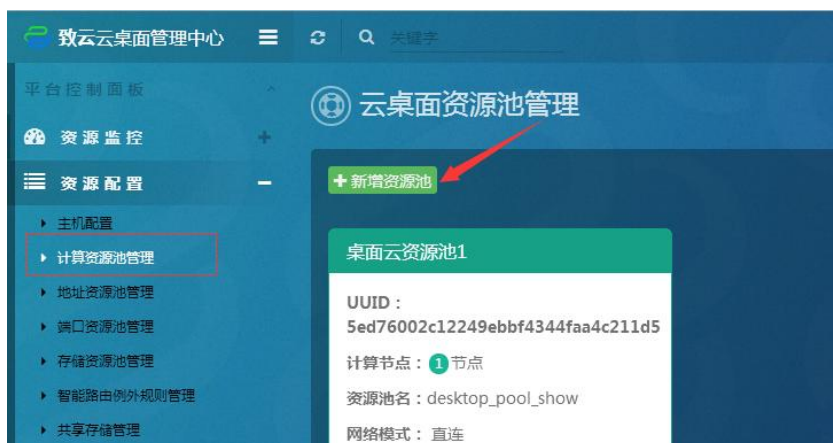 致云云桌面管理中心
关键字
平台控制面板
云桌面资源池管理
资源监控
资源配置
新增资源池
主机配置
计算资源池管理
桌面云资源池1
地址资源池管理
UUID：
5ed76002c12249ebbf4344faa4c211d5
端口资源池管理
计算节点：1节点
存储资源池管理
智能路由例外规则管理
资源池名：desktop_pool_show
共享存储管理
网络模式：直连